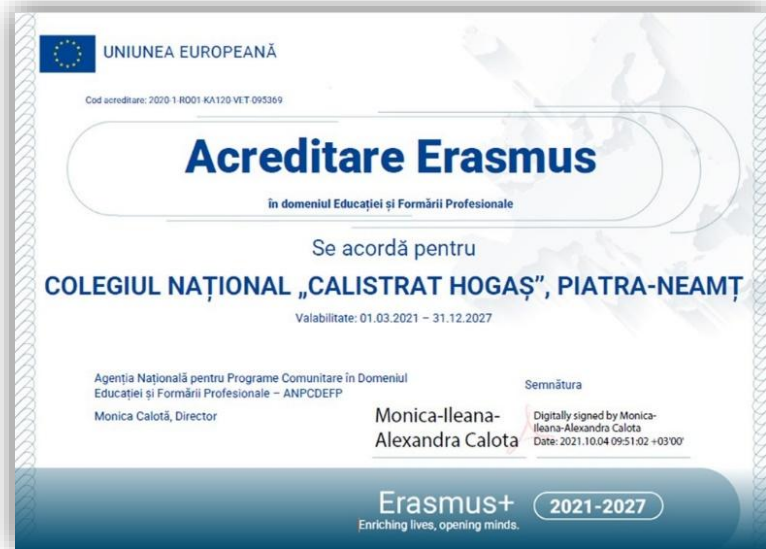 UNIUNEA EUROPEANĂ
Cod acreditare: 2020-1-RO01-KA120-VET-095369
Acreditare Erasmus
în domeniul Educației și Formării Profesionale
Se acordă pentru
COLEGIUL NAȚIONAL „CALISTRAT HOGAȘ”, PIATRA-NEAMȚ
Valabilitate: 01.03.2021 – 31.12.2027
Agenția Națională pentru Programe Comunitare în Domeniul
Educației și Formării Profesionale – ANPCDEFP
Monica Calotă, Director
Semnătura
Monica-Ileana-
Alexandra Calota
Digitally signed by Monica-
Ileana-Alexandra Calota
Date: 2021.10.04 09:51:02 +03'00'
Erasmus+
Enriching lives, opening minds.
2021-2027